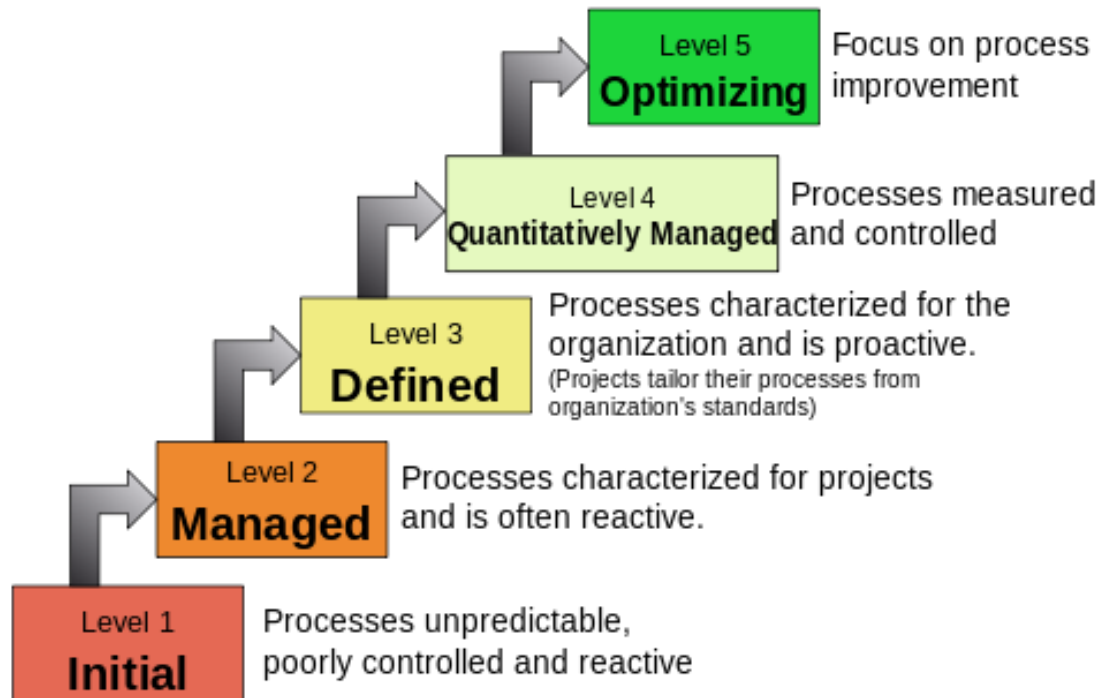 Level 5
Optimizing
Focus on process
improvement
Level 4
Quantitatively Managed
Processes measured
and controlled
Level 3
Defined
Processes characterized for the
organization and is proactive.
(Projects tailor their processes from
organization's standards)
Level 2
Managed
Processes characterized for projects
and is often reactive.
Level 1
Initial
Processes unpredictable,
poorly controlled and reactive